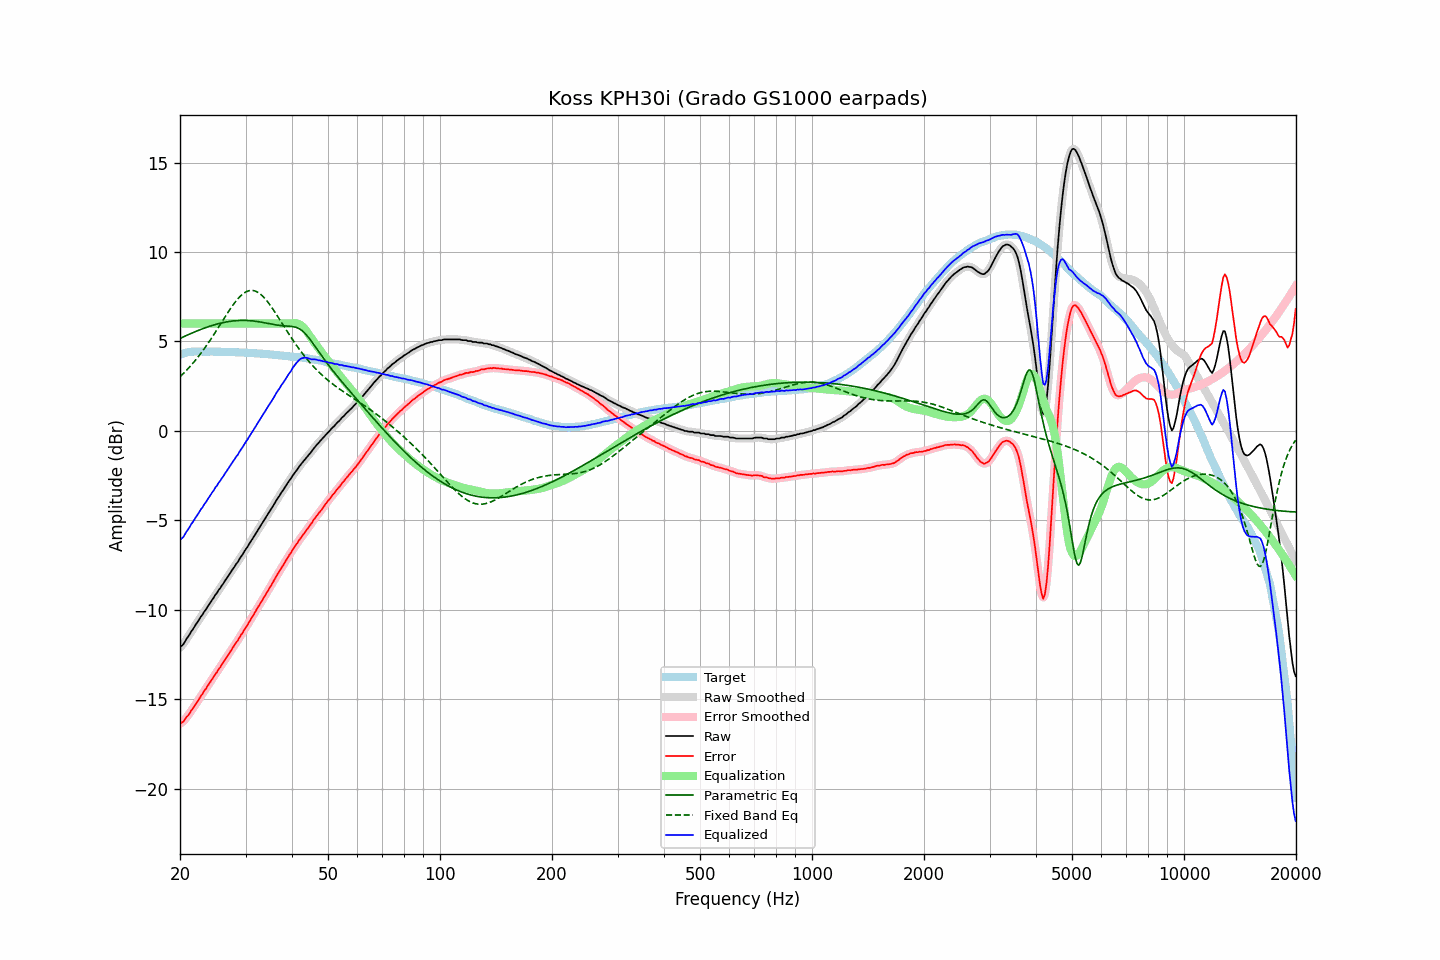 Koss KPH30i (Grado GS1000 earpads)
Amplitude (dBr)
15
10
5
0
−5
−10
−15
−20
Target
Raw Smoothed
Error Smoothed
Raw
Error
Equalization
Parametric Eq
Fixed Band Eq
Equalized
20 50 100 200 500 1000 2000 5000 10000 20000
Frequency (Hz)